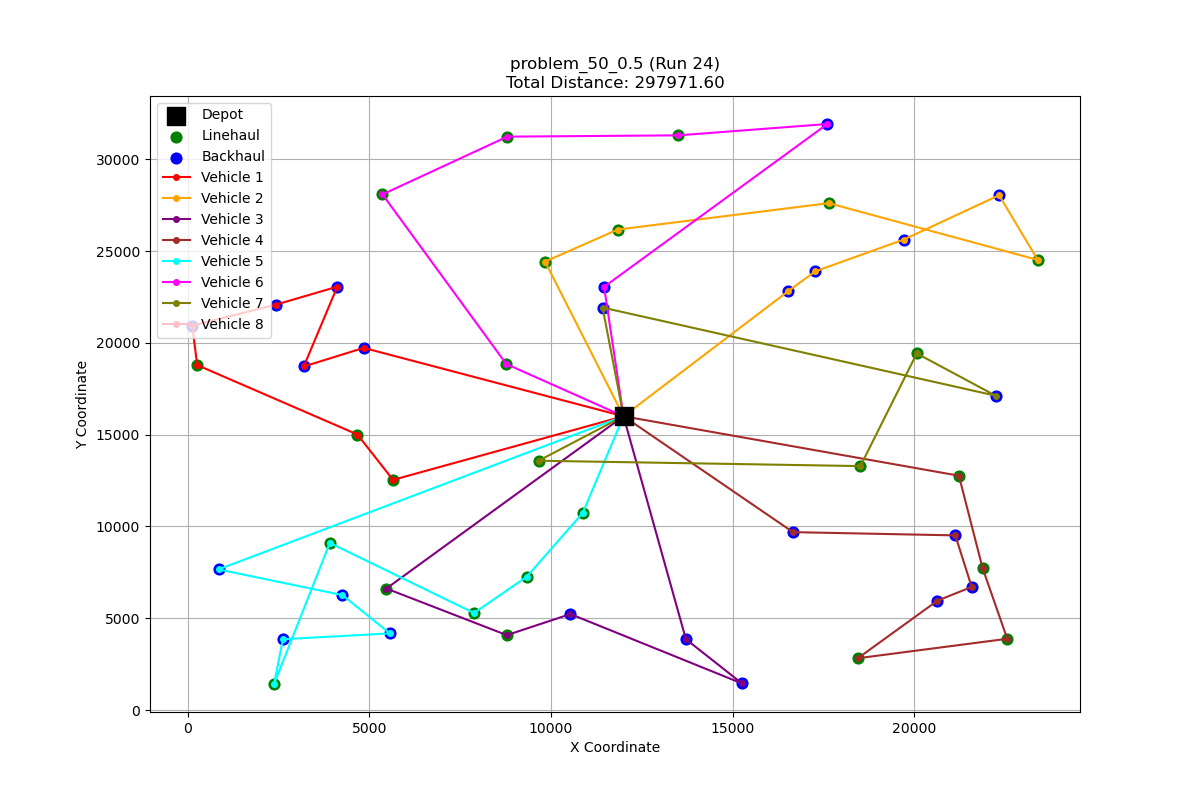 problem_50_0.5 (Run 24)
Total Distance: 297971.60
Depot
Linehaul
Backhaul
Vehicle 1
Vehicle 2
Vehicle 3
Vehicle 4
Vehicle 5
Vehicle 6
Vehicle 7
Vehicle 8
30000
25000
20000
15000
10000
5000
0
Y Coordinate
0
5000
10000
15000
20000
X Coordinate